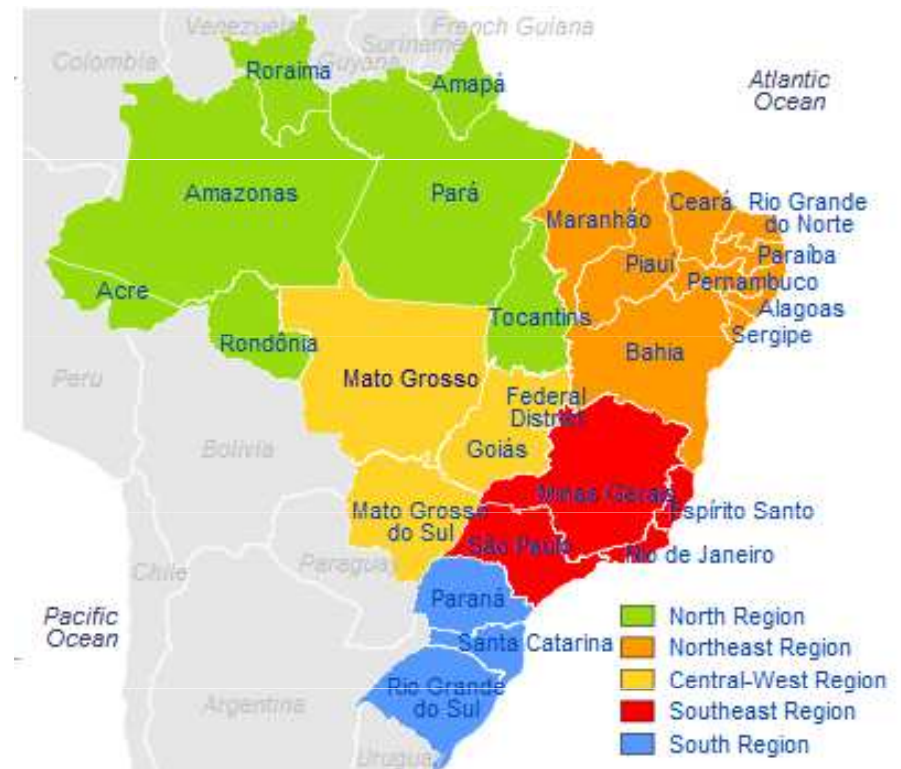 Venezuela
French Guiana
Suriname
Colombia
Guyana
Roraima
Amapá
Atlantic
Ocean
Amazonas
Pará
Ceará
Rio Grande
do Norte
Maranhão
Paraíba
Piauí
Pernambuco
Acre
Alagoas
Tocantins
Sergipe
Rondônia
Bahia
Peru
Mato Grosso
Federal
District
Goiás
Bolivia
Minas Gerais
Mato Grosso
do Sul
Espírito Santo
São Paulo
Rio de Janeiro
Paraguay
Chile
Paraná
Pacific
Ocean
Santa Catarina
Rio Grande
do Sul
Argentina
Uruguay
North Region
Northeast Region
Central-West Region
Southeast Region
South Region